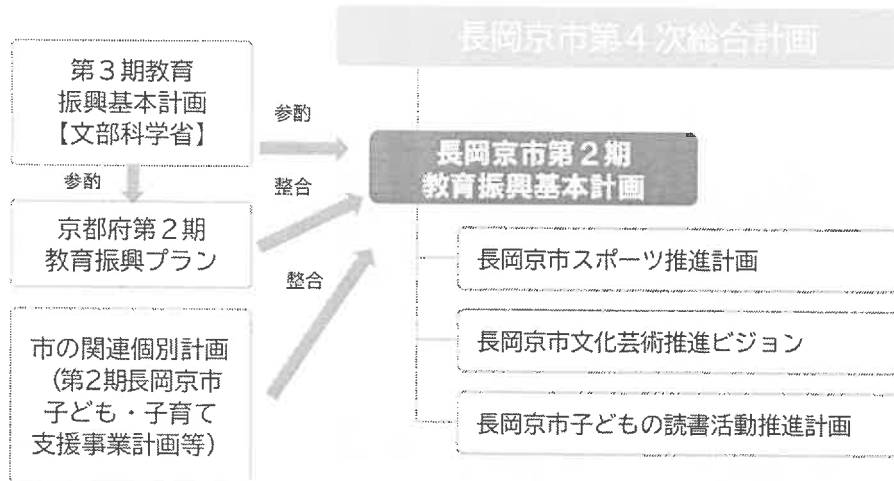 長岡京市第4次総合計画
第3期教育
振興基本計画
【文部科学省】
参酌
長岡京市第2期
教育振興基本計画
参酌
整合
京都府第2期
教育振興プラン
整合
長岡京市スポーツ推進計画
市の関連個別計画
(第2期長岡京市
子ども・子育て
支援事業計画等)
長岡京市文化芸術推進ビジョン
長岡京市子どもの読書活動推進計画